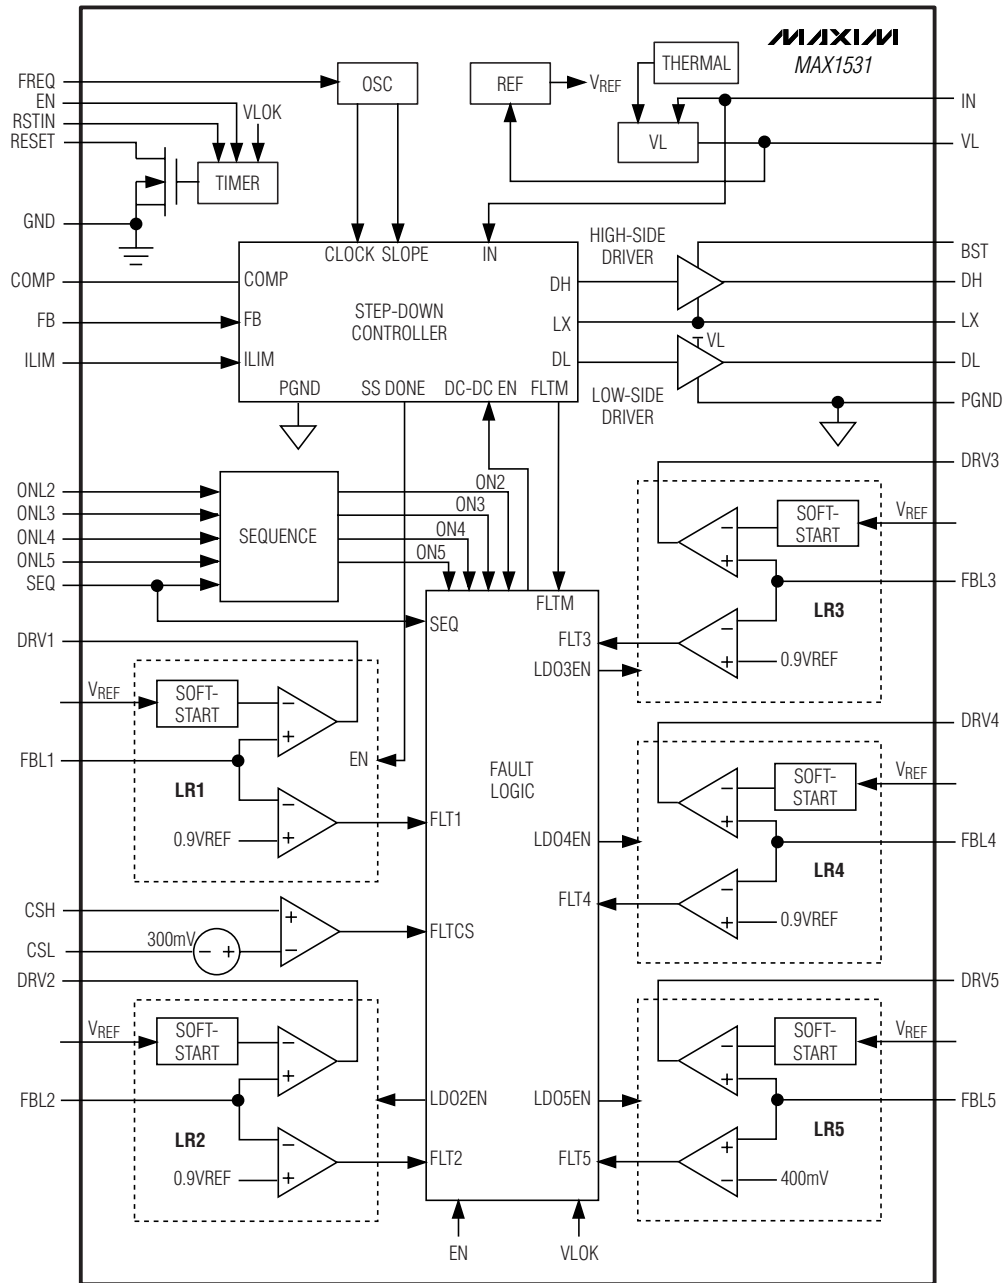 MAXIM
MAX1531
THERMAL
FREQ
OSC
REF
VREF
EN
IN
RSTIN
VLOK
RESET
VL
VL
TIMER
GND
HIGH-SIDE
DRIVER
BST
CLOCK SLOPE
IN
COMP
COMP
DH
DH
STEP-DOWN
CONTROLLER
FB
FB
LX
LX
VL
ILIM
ILIM
DL
DL
PGND
SS DONE
DC-DC EN
FLTM
LOW-SIDE
DRIVER
PGND
DRV3
ONL2
ON2
ONL3
ON3
SOFT-
START
VREF
ONL4
SEQUENCE
ON4
ONL5
ON5
SEQ
FBL3
FLTM
LR3
SEQ
DRV1
FLT3
0.9VREF
LDO3EN
VREF
SOFT-
START
DRV4
FBL1
EN
FAULT
LOGIC
SOFT-
START
VREF
LR1
FLT1
0.9VREF
LDO4EN
FBL4
LR4
FLT4
CSH
0.9VREF
FLTCS
300mV
CSL
DRV2
DRV5
VREF
SOFT-
START
SOFT-
START
VREF
FBL2
LDO2EN
LDO5EN
FBL5
LR2
LR5
FLT2
FLT5
0.9VREF
400mV
EN
VLOK